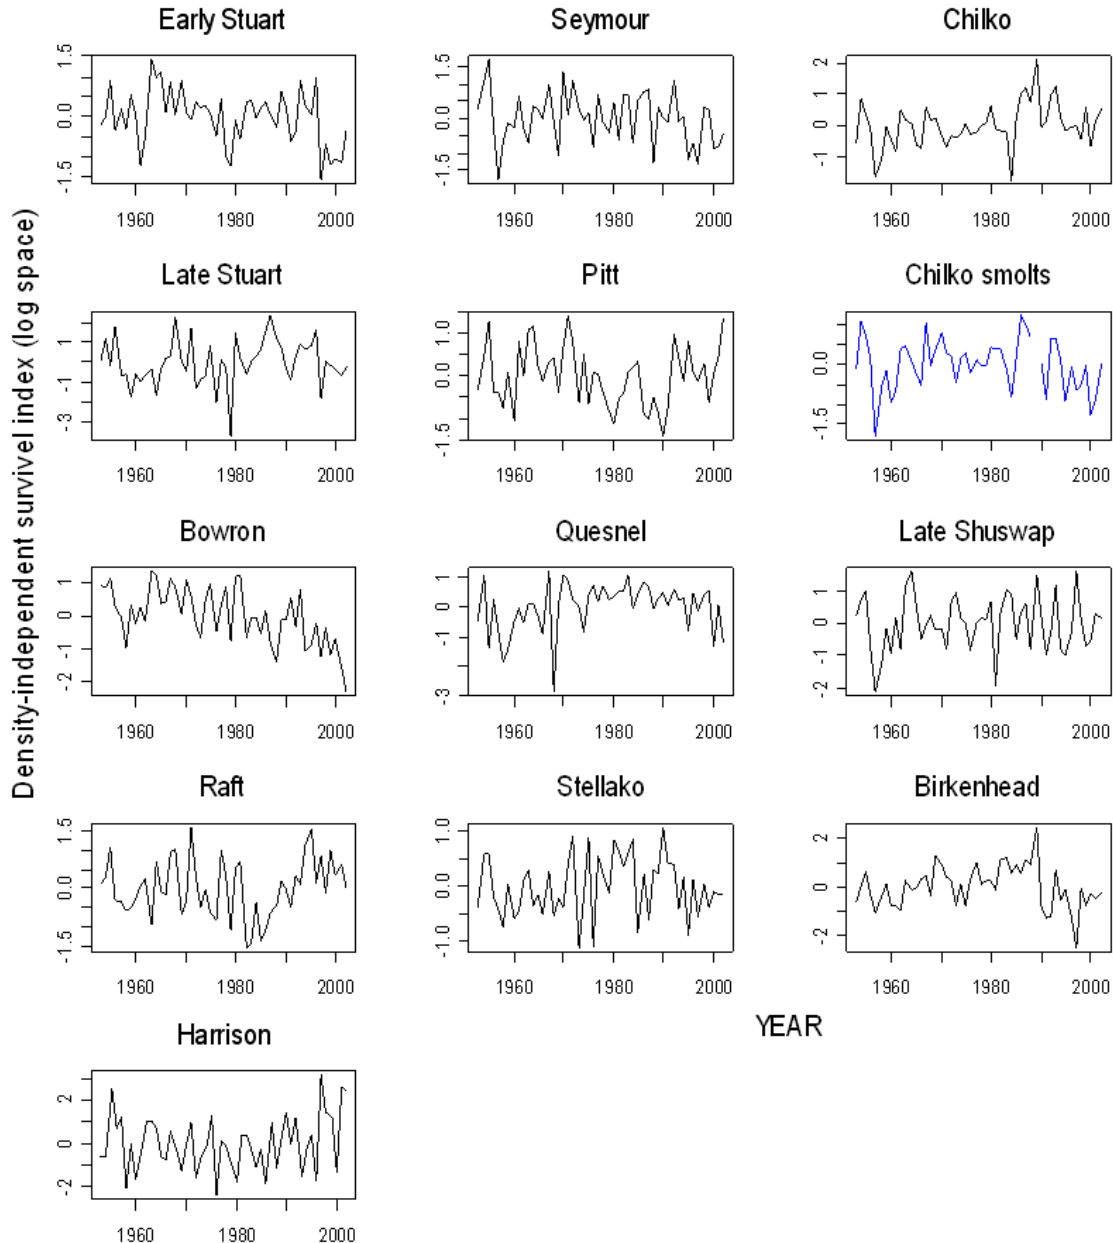 Early Stuart
Seymour
Chilko
1.5
0.0
-1.5
1960 1980 2000
1.5
0.0
-1.5
1960 1980 2000
2
1
0
-1
1960 1980 2000
Density-independent survivel index (log space)
Late Stuart
Pitt
Chilko smolts
1
-1
-3
1960 1980 2000
1.0
0.0
-1.5
1960 1980 2000
0.0
-1.5
1960 1980 2000
Bowron
Quesnel
Late Shuswap
1
0
-1
-2
1960 1980 2000
1
0
-1
-3
1960 1980 2000
1
0
-1
-2
1960 1980 2000
Raft
Stellako
Birkenhead
1.5
0.0
-1.5
1960 1980 2000
1.0
0.0
-1.0
1960 1980 2000
2
0
-2
1960 1980 2000
YEAR
Harrison
2
0
-2
1960 1980 2000